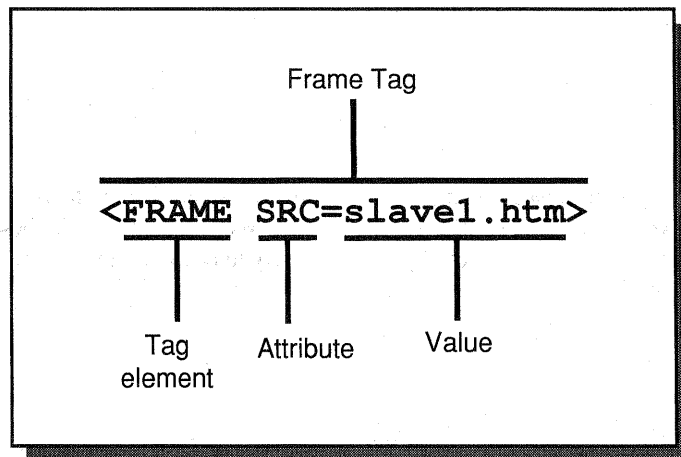 Frame Tag
<FRAME SRC=slave1.htm>
Tag
element
Attribute
Value